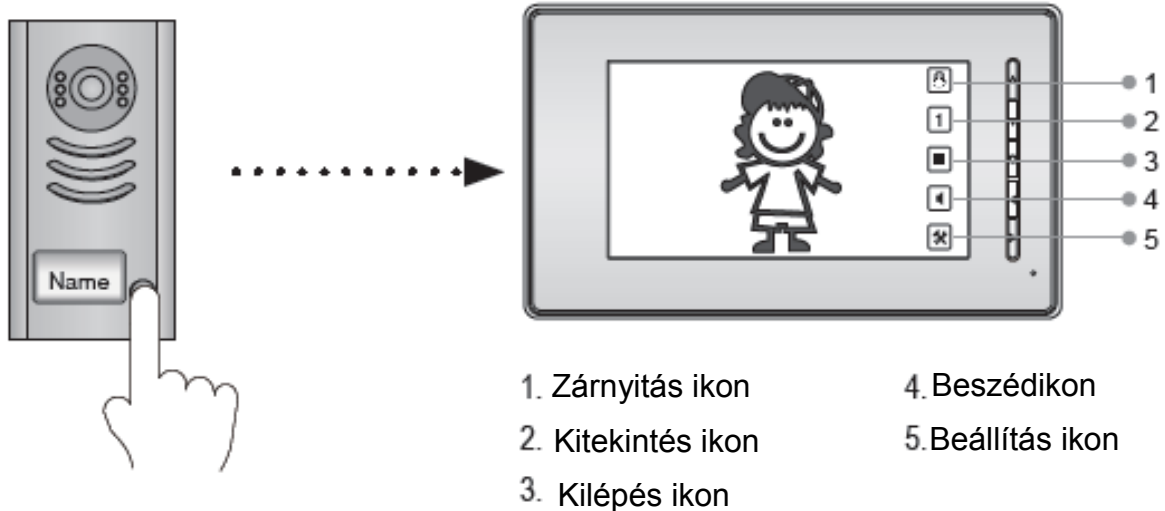 1
1
2
3
4
5
Name
1. Zárnyitás ikon
2. Kitekintés ikon
3. Kilépés ikon
4. Beszédikon
5. Beállítás ikon